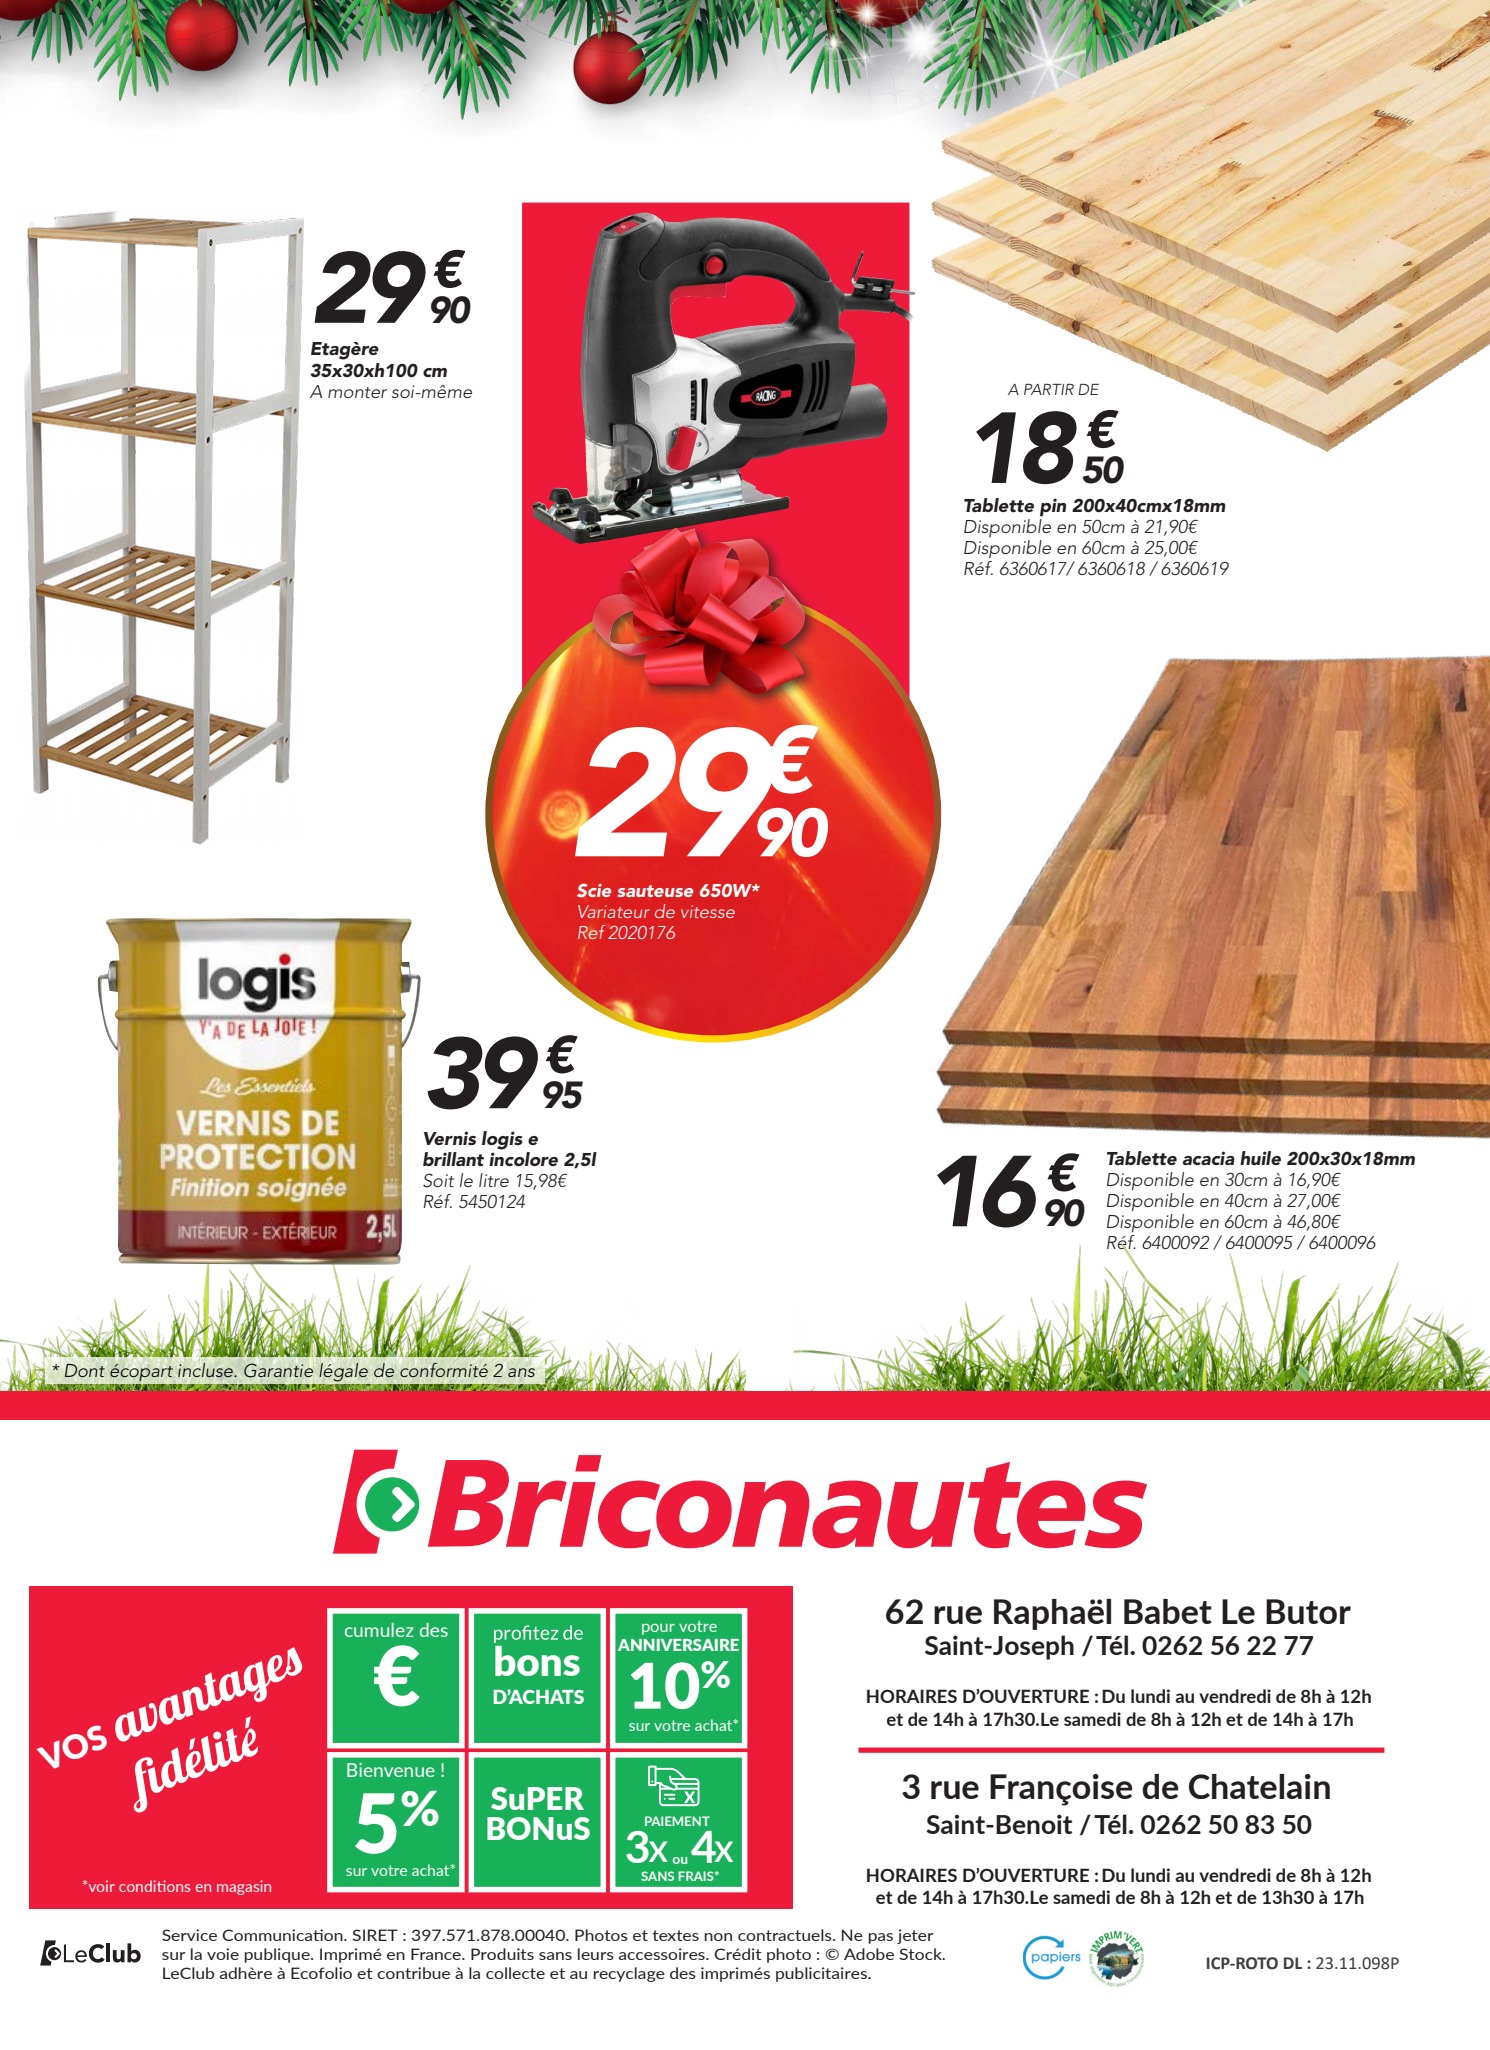 29€90
Etagère
35x30xh100 cm
A monter soi-même
RACING
A PARTIR DE
18€50
Tablette pin 200x40cmx18mm
Disponible en 50cm à 21,90€
Disponible en 60cm à 25,00€
Réf. 6360617/ 6360618 / 6360619
29€90
Scie sauteuse 650W*
Variateur de vitesse
Ref 2020176
logis
Y'A DE LA JOIE !
Les Essentiels
VERNIS DE
PROTECTION
Finition soignée
INTÉRIEUR - EXTÉRIEUR
2,5L
39€95
Vernis logis e
brillant incolore 2,5l
Soit le litre 15,98€
Réf. 5450124
16€90
Tablette acacia huile 200x30x18mm
Disponible en 30cm à 16,90€
Disponible en 40cm à 27,00€
Disponible en 60cm à 46,80€
Réf. 6400092 / 6400095 / 6400096
* Dont écopart incluse. Garantie légale de conformité 2 ans
Briconautes
vos avantages
fidélité
*voir conditions en magasin
cumulez des
€
profitez de
bons
D'ACHATS
pour votre
ANNIVERSAIRE
10%
sur votre achat*
Bienvenue !
5%
sur votre achat*
SuPER
BONuS
PAIEMENT
3x ou 4x
SANS FRAIS*
62 rue Raphaël Babet Le Butor
Saint-Joseph / Tél. 0262 56 22 77
HORAIRES D'OUVERTURE : Du lundi au vendredi de 8h à 12h
et de 14h à 17h30.Le samedi de 8h à 12h et de 14h à 17h
3 rue Françoise de Chatelain
Saint-Benoit / Tél. 0262 50 83 50
HORAIRES D'OUVERTURE : Du lundi au vendredi de 8h à 12h
et de 14h à 17h30.Le samedi de 8h à 12h et de 13h30 à 17h
LeClub
Service Communication. SIRET : 397.571.878.00040. Photos et textes non contractuels. Ne pas jeter
sur la voie publique. Imprimé en France. Produits sans leurs accessoires. Crédit photo : © Adobe Stock.
LeClub adhère à Ecofolio et contribue à la collecte et au recyclage des imprimés publicitaires.
papiers
IMPRIM'VERT
ICP-ROTO DL : 23.11.098P